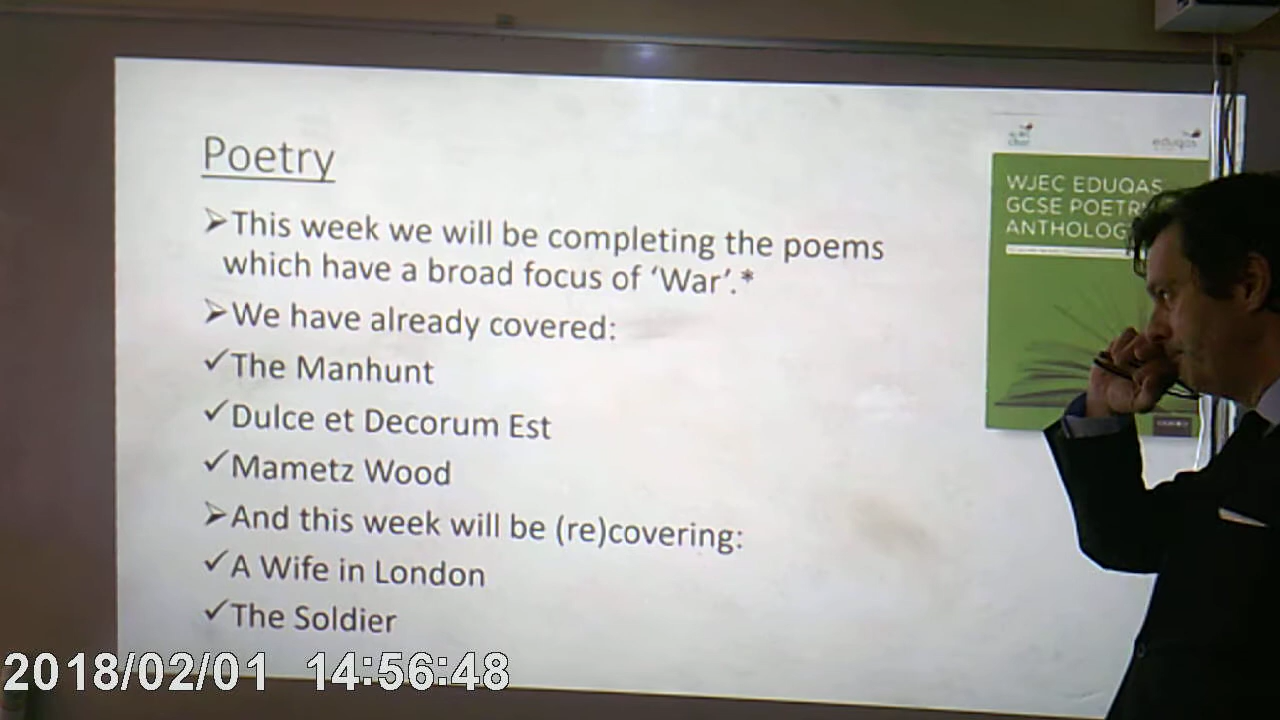 Poetry
➢This week we will be completing the poems
which have a broad focus of ‘War’.*
➢We have already covered:
✓The Manhunt
✓Dulce et Decorum Est
✓Mametz Wood
➢And this week will be (re)covering:
✓A Wife in London
✓The Soldier
eduqas
WJEC EDUQAS
GCSE POETRY
ANTHOLOG
2018/02/01 14:56:48